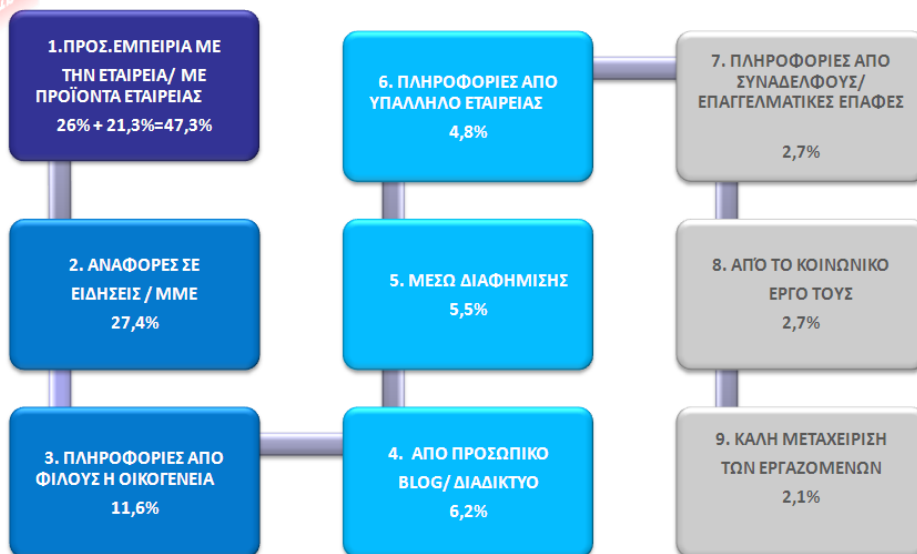 1.ΠΡΟΣ.ΕΜΠΕΙΡΙΑ ΜΕ
ΤΗΝ ΕΤΑΙΡΕΙΑ/ ΜΕ
ΠΡΟΪΟΝΤΑ ΕΤΑΙΡΕΙΑΣ
26% + 21,3%=47,3%
2. ΑΝΑΦΟΡΕΣ ΣΕ
ΕΙΔΗΣΕΙΣ / ΜΜΕ
27,4%
3. ΠΛΗΡΟΦΟΡΙΕΣ ΑΠΟ
ΦΙΛΟΥΣ Η ΟΙΚΟΓΕΝΕΙΑ
11,6%
4. ΑΠΟ ΠΡΟΣΩΠΙΚΟ
BLOG/ ΔΙΑΔΙΚΤΥΟ
6,2%
5. ΜΕΣΩ ΔΙΑΦΗΜΙΣΗΣ
5,5%
6. ΠΛΗΡΟΦΟΡΙΕΣ ΑΠΟ
ΥΠΑΛΛΗΛΟ ΕΤΑΙΡΕΙΑΣ
4,8%
7. ΠΛΗΡΟΦΟΡΙΕΣ ΑΠΟ
ΣΥΝΑΔΕΛΦΟΥΣ/
ΕΠΑΓΓΕΛΜΑΤΙΚΕΣ ΕΠΑΦΕΣ
2,7%
8. ΑΠΌ ΤΟ ΚΟΙΝΩΝΙΚΟ
ΕΡΓΟ ΤΟΥΣ
2,7%
9. ΚΑΛΗ ΜΕΤΑΧΕΙΡΙΣΗ
ΤΩΝ ΕΡΓΑΖΟΜΕΝΩΝ
2,1%